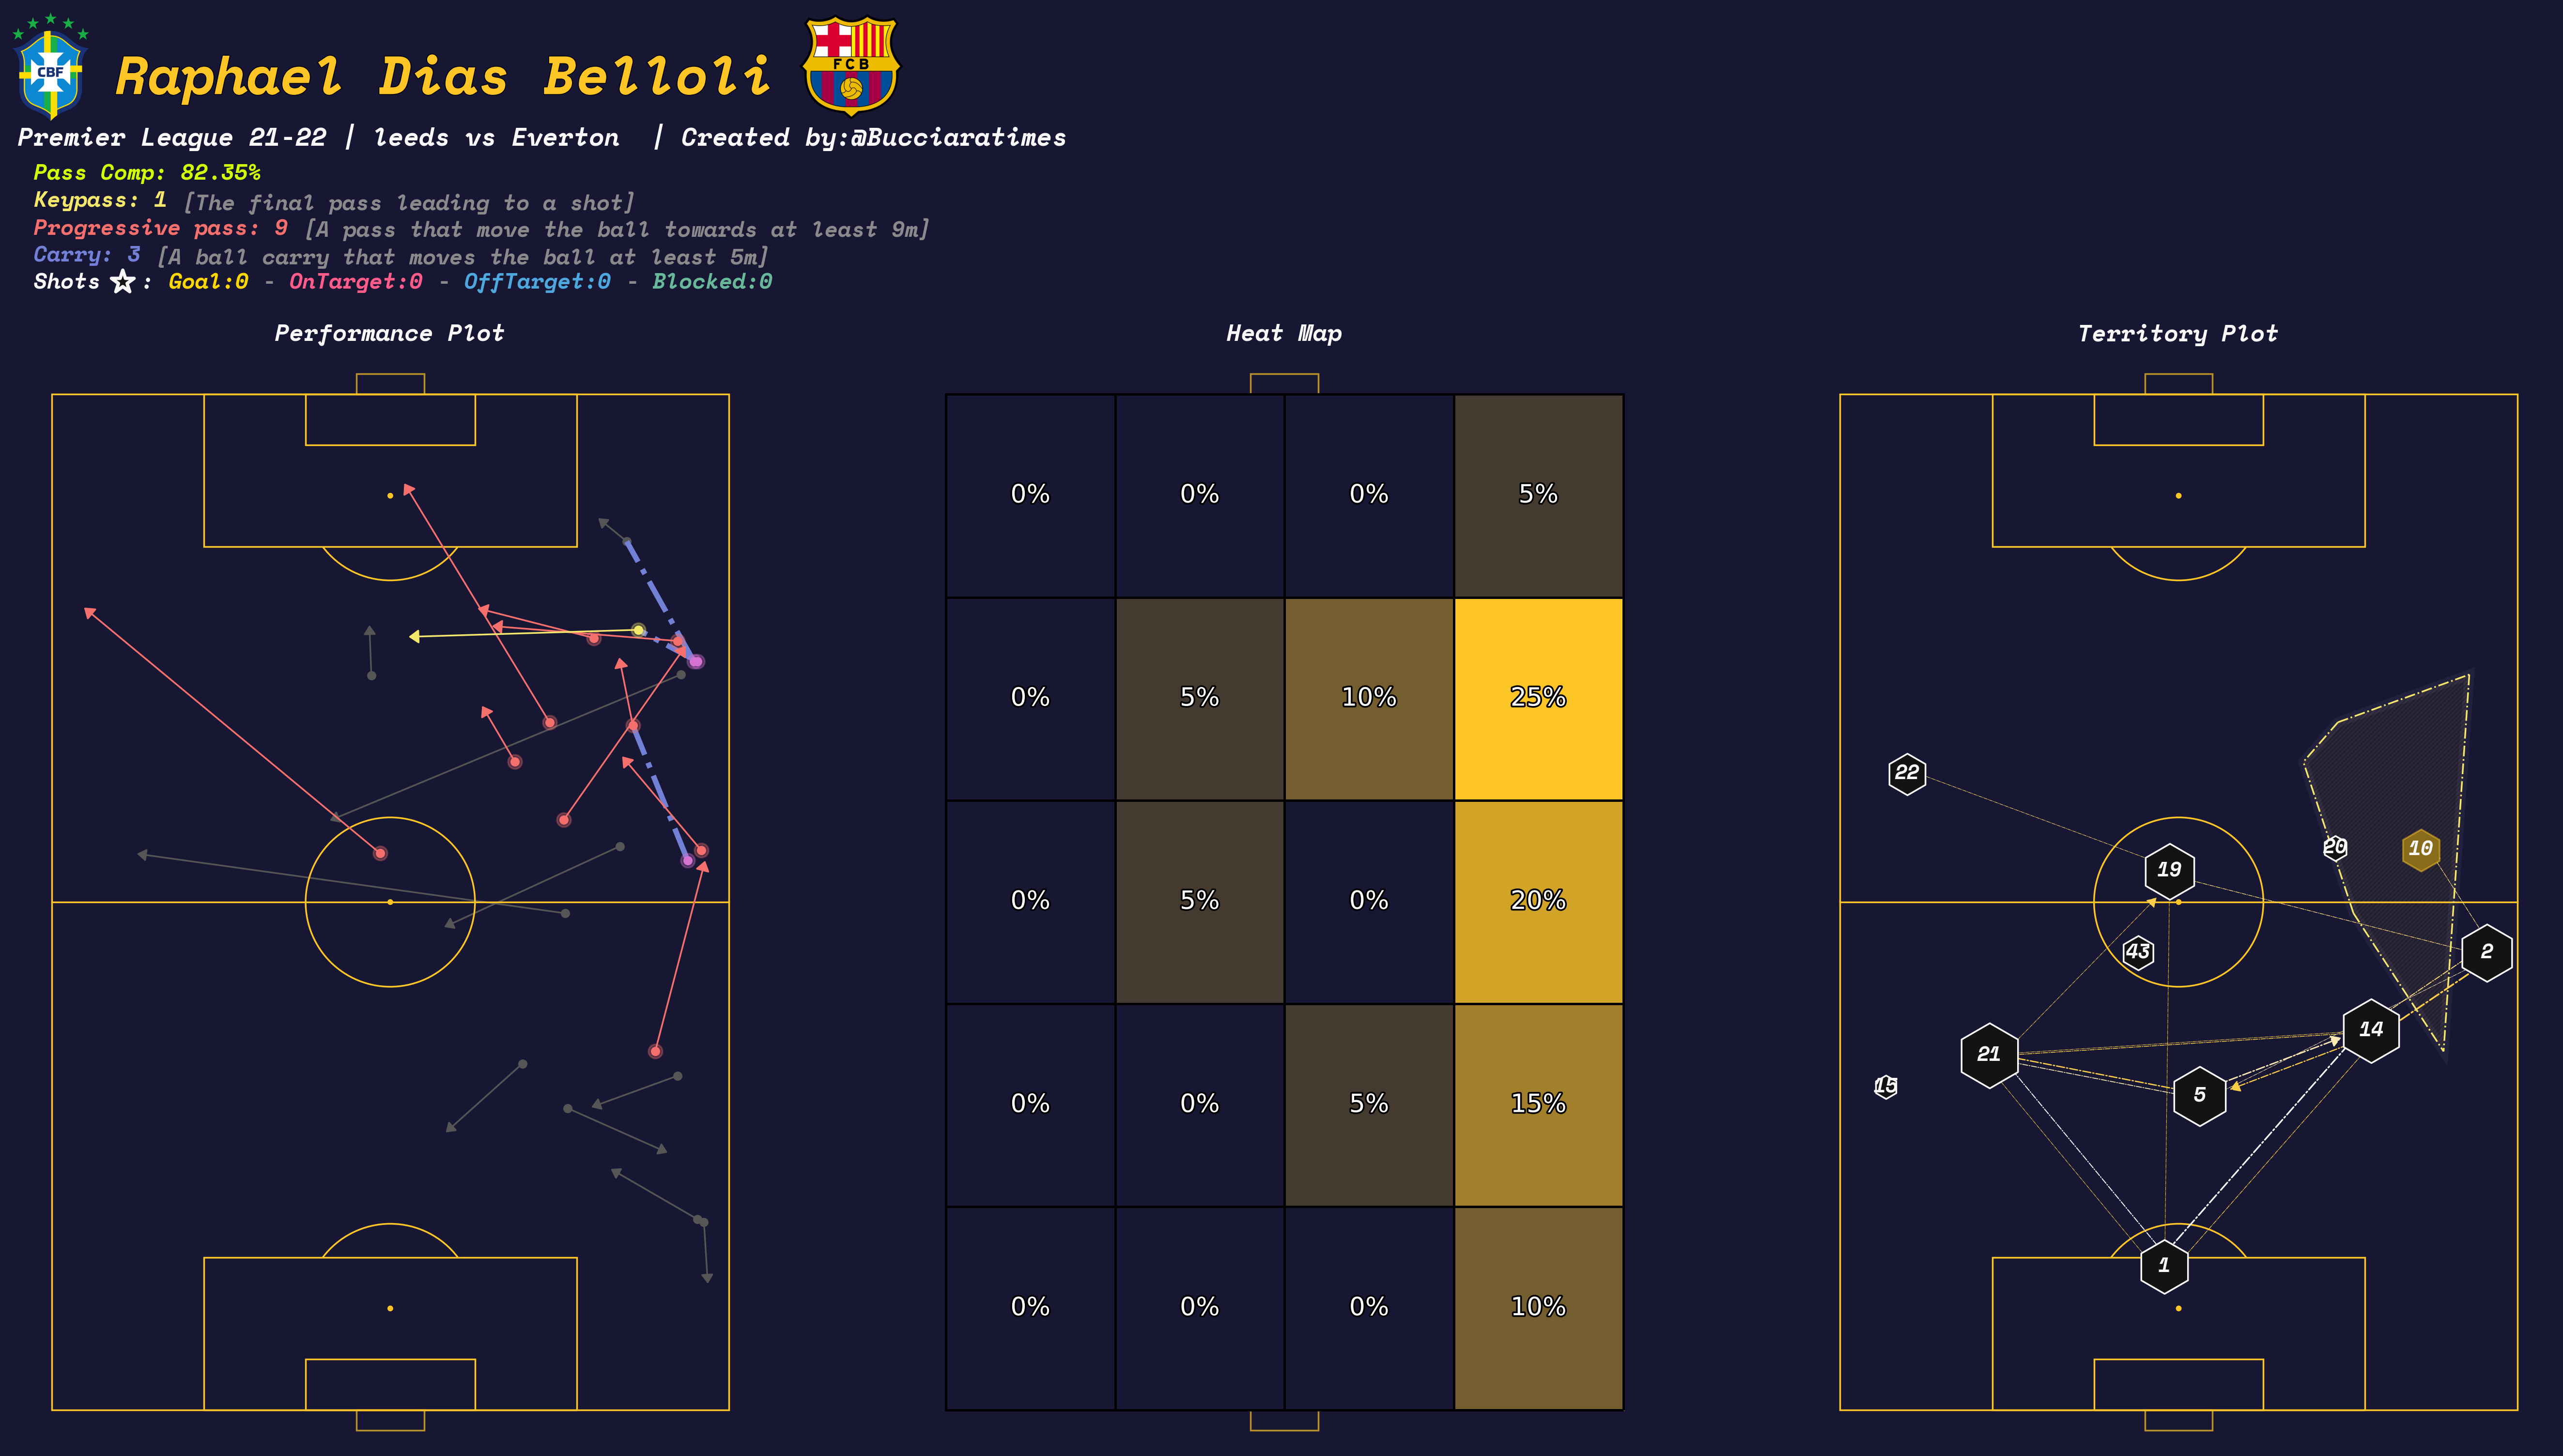 CBF
Raphael Dias Belloli
FCB
Premier League 21-22 | leeds vs Everton | Created by:@Bucciaratimes
Pass Comp: 82.35%
Keypass: 1 [The final pass leading to a shot]
Progressive pass: 9 [A pass that move the ball towards at least 9m]
Carry: 3 [A ball carry that moves the ball at least 5m]
Shots ☆: Goal:0 - OnTarget:0 - OffTarget:0 - Blocked:0
Performance Plot
Heat Map
0% 0% 0% 5%
0% 5% 10% 25%
0% 5% 0% 20%
0% 0% 5% 15%
0% 0% 0% 10%
Territory Plot
22
20 10
19
43 2
14
21
15 5
1